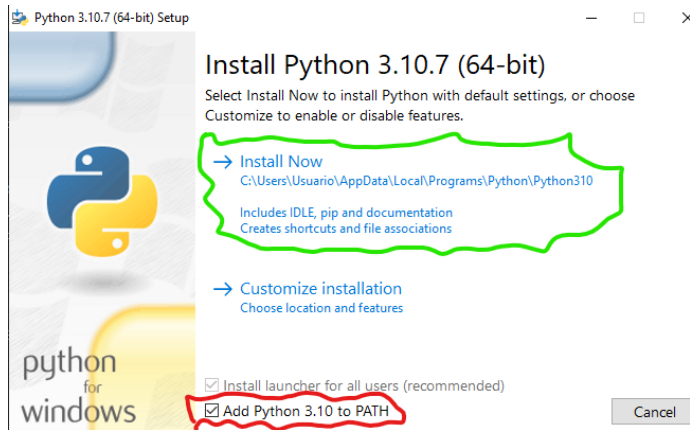 Python 3.10.7 (64-bit) Setup
Install Python 3.10.7 (64-bit)
Select Install Now to install Python with default settings, or choose
Customize to enable or disable features.
Install Now
C:\Users\Usuario\AppData\Local\Programs\Python\Python310
Includes IDLE, pip and documentation
Creates shortcuts and file associations
Customize installation
Choose location and features
python
for
windows
Install launcher for all users (recommended)
Add Python 3.10 to PATH
Cancel